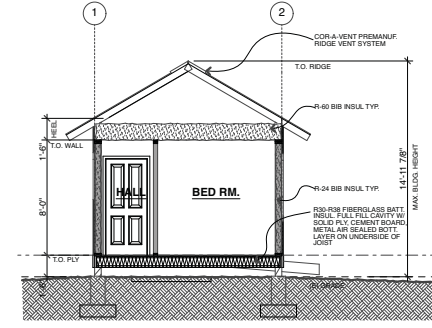 1
2
COR-A-VENT PREMANUF.
RIDGE VENT SYSTEM
T.O. RIDGE
HEEL
1'-6"
R-60 BIB INSUL TYP.
T.O. WALL
14'-11 7/8"
MAX. BLDG. HEIGHT
8'-0"
HALL
BED RM.
R-24 BIB INSUL TYP.
R30-R38 FIBERGLASS BATT.
INSUL. FULL FILL CAVITY W/
SOLID PLY, CEMENT BOARD,
METAL AIR SEALED BOTT.
LAYER ON UNDERSIDE OF
JOIST
T.O. PLY
1'-6"
(E) GRADE